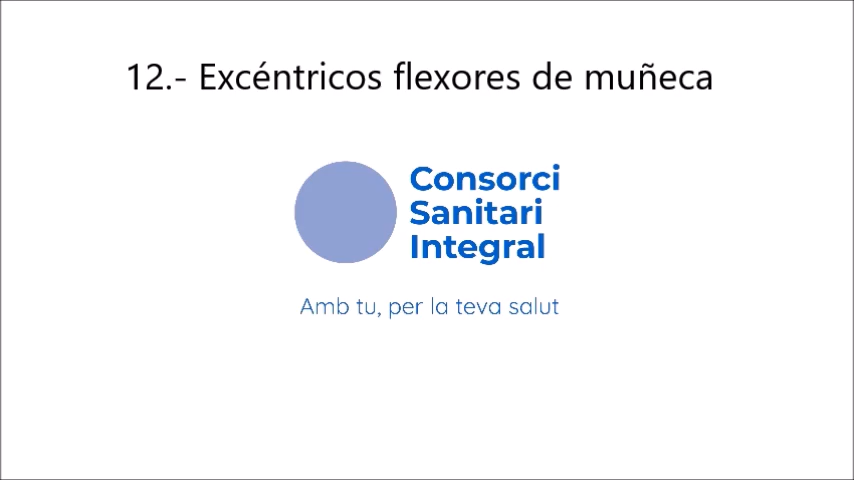 12.- Excéntricos flexores de muñeca
Consorci
Sanitari
Integral
Amb tu, per la teva salut